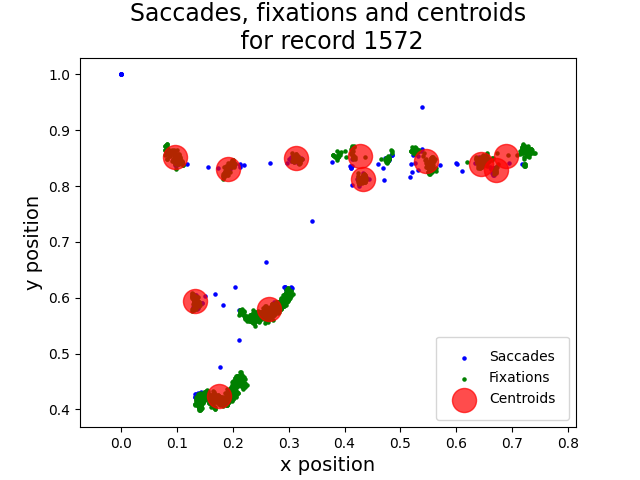 Saccades, fixations and centroids
for record 1572
1.0
0.9
0.8
0.7
0.6
0.5
0.4
y position
0.0 0.1 0.2 0.3 0.4 0.5 0.6 0.7 0.8
x position
Saccades
Fixations
Centroids